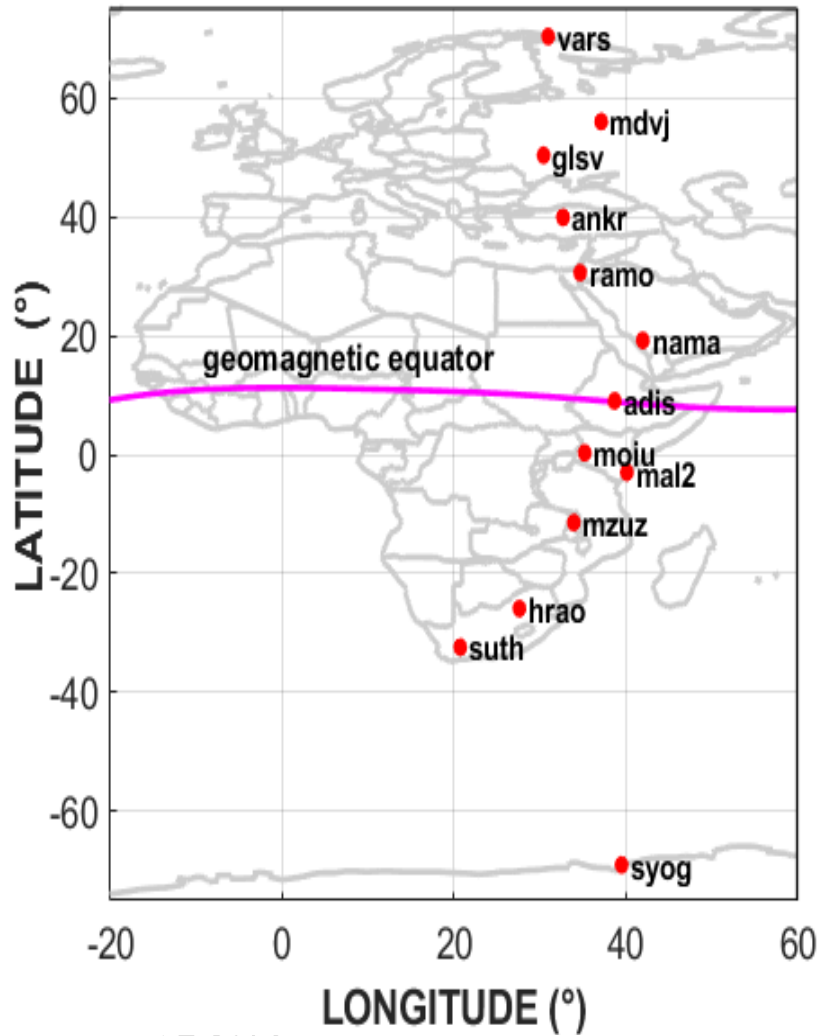 vars
60
mdvj
glsv
40
ankr
ramo
20
nama
geomagnetic equator
adis
0
moiu
mal2
mzuz
-20
hrao
suth
-40
-60
syog
-20 0 20 40 60
LATITUDE (°)
LONGITUDE (°)